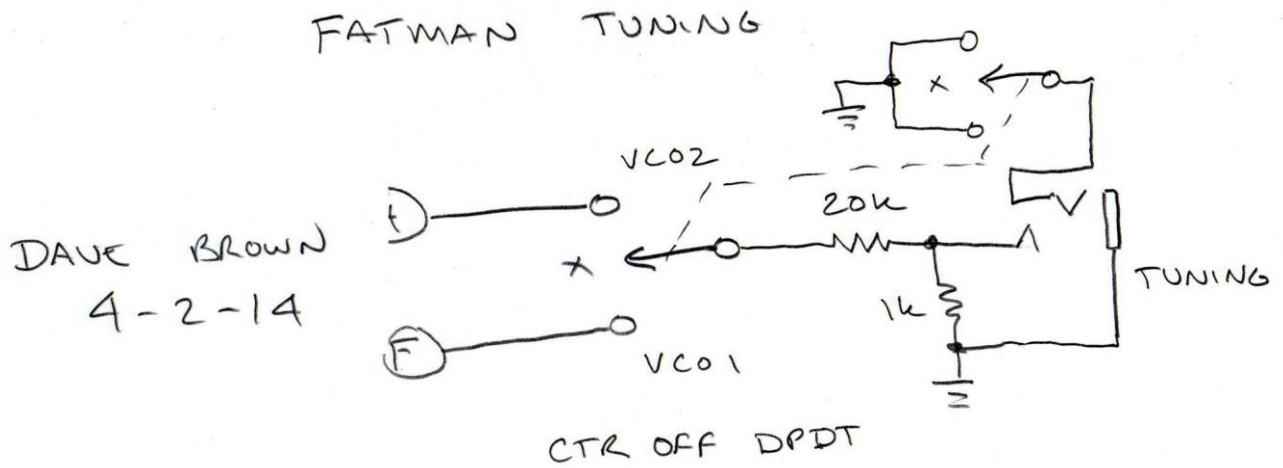 FATMAN TUNING
X
VCO2
20K
DAVE BROWN
X
TUNING
4-2-14
1K
F
VCO1
CTR OFF DPDT